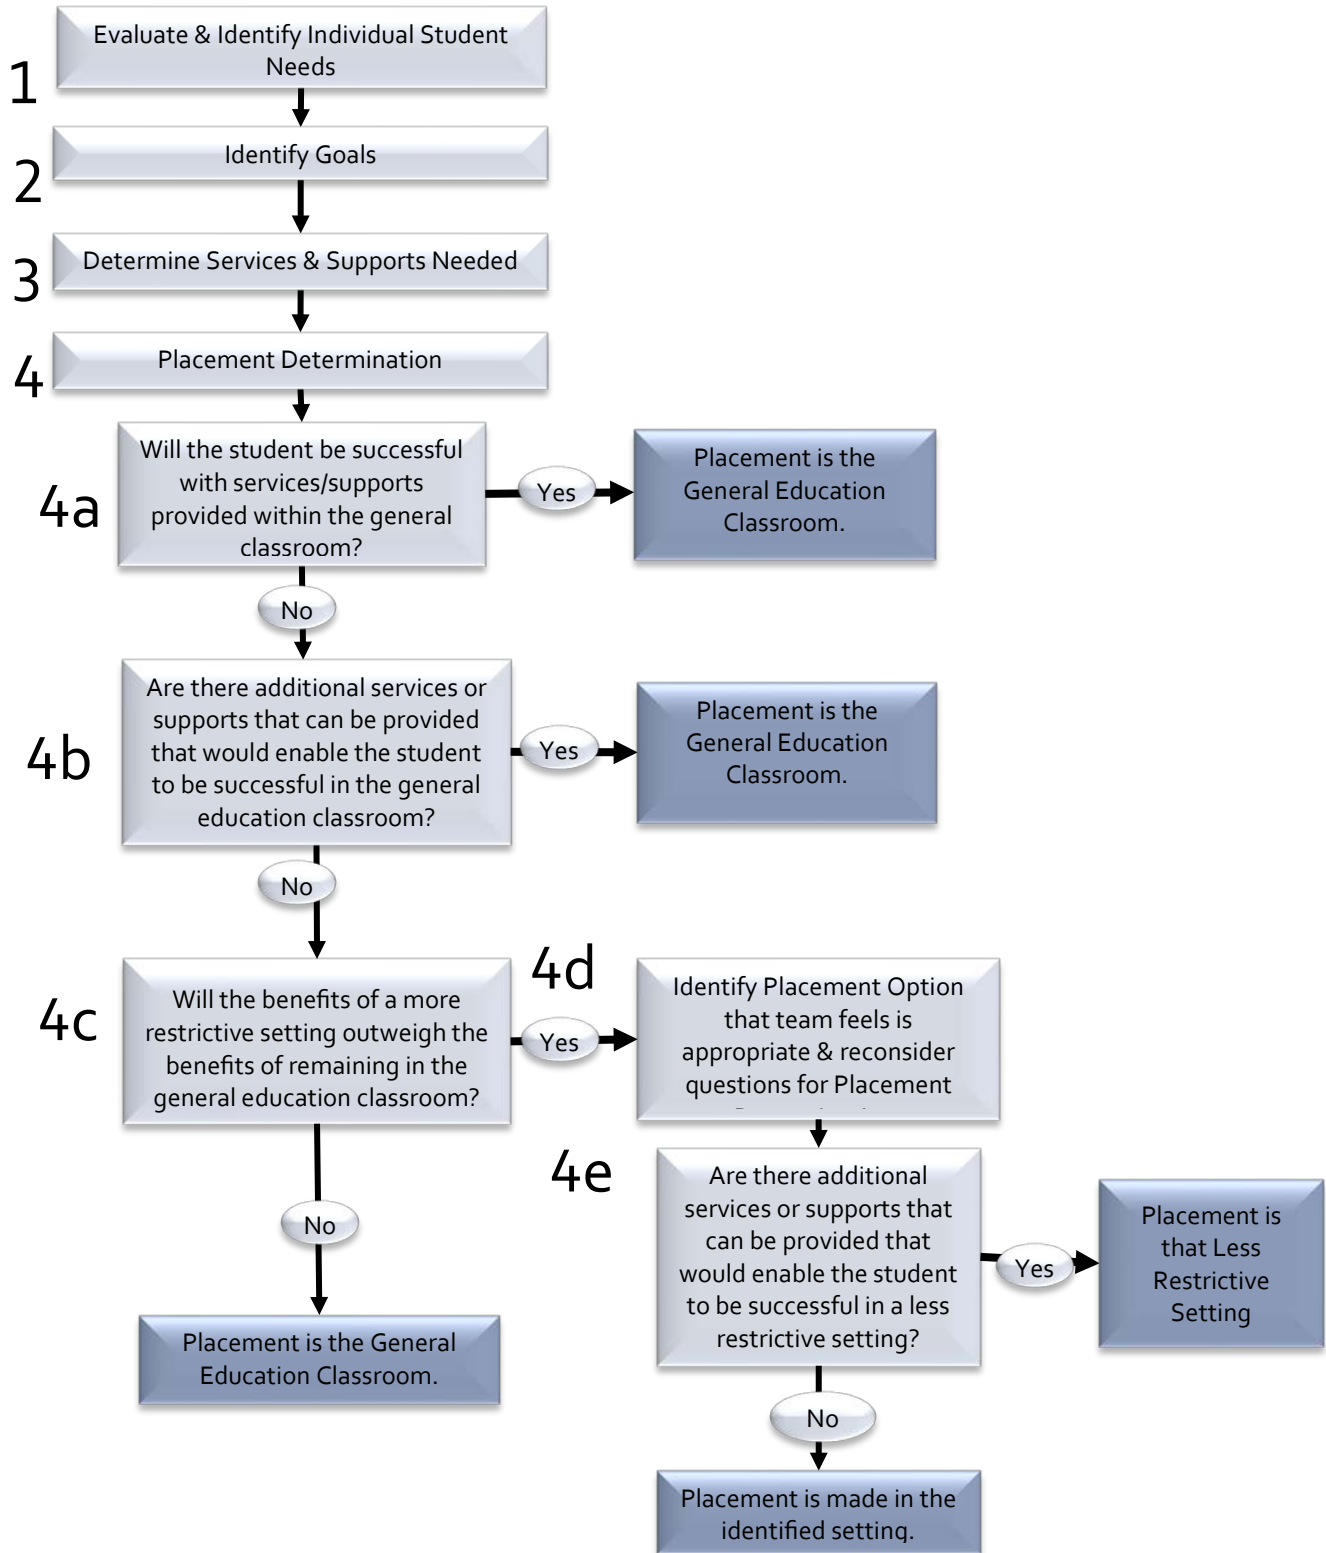 Evaluate & Identify Individual Student
Needs
1
Identify Goals
2
Determine Services & Supports Needed
3
Placement Determination
4
Will the student be successful
with services/supports
provided within the general
classroom?
4a
Yes
Placement is the
General Education
Classroom.
No
Are there additional services or
supports that can be provided
that would enable the student
to be successful in the general
education classroom?
4b
Yes
Placement is the
General Education
Classroom.
No
4c
Will the benefits of a more
restrictive setting outweigh the
benefits of remaining in the
general education classroom?
Yes
4d
Identify Placement Option
that team feels is
appropriate & reconsider
questions for Placement
No
Placement is the General
Education Classroom.
4e
Are there additional
services or supports that
can be provided that
would enable the student
to be successful in a less
restrictive setting?
Yes
Placement is
that Less
Restrictive
Setting
No
Placement is made in the
identified setting.